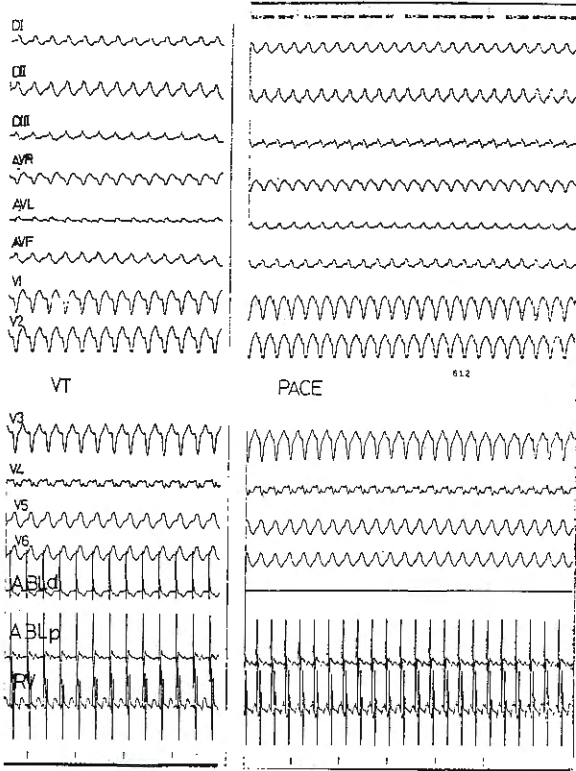 DI
DII
DIII
AVR
AVL
AVF
V1
V2
VT
PACE
612
V3
V4
V5
V6
ABLd
ABLp
RV